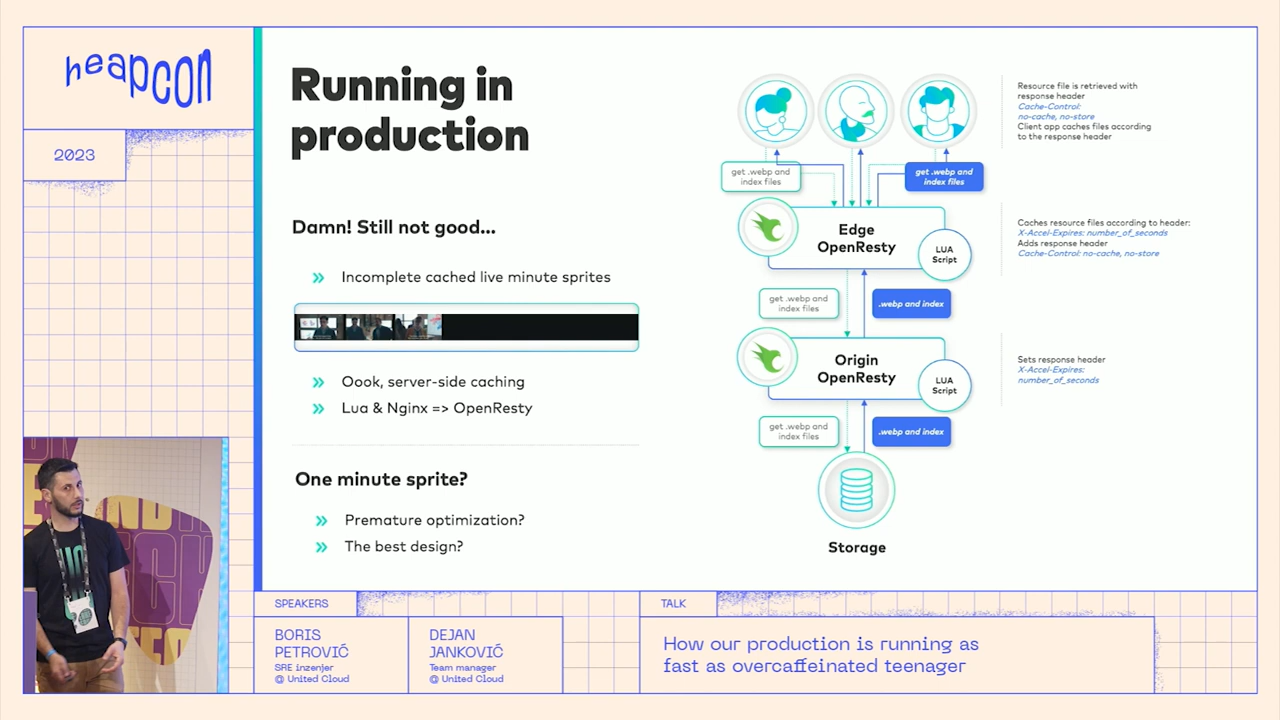 heapcon
2023
Running in
production
Damn! Still not good...
Incomplete cached live minute sprites
Oook, server-side caching
Lua & Nginx => OpenResty
One minute sprite?
Premature optimization?
The best design?
Resource file is retrieved with
response header
Cache-Control:
no-cache, no-store
Client app caches files according
to the response header
get .webp and
index files
get .webp and
index files
Edge
OpenResty
LUA
Script
Caches resource files according to header:
X-Accel-Expires: number_of_seconds
Adds response header
Cache-Control: no-cache, no-store
get .webp and
index files
.webp and index
Origin
OpenResty
LUA
Script
Sets response header
X-Accel-Expires:
number_of_seconds
get .webp and
index files
.webp and index
Storage
SPEAKERS
BORIS
PETROVIĆ
SRE inzenjer
@ United Cloud
DEJAN
JANKOVIĆ
Team manager
@ United Cloud
TALK
How our production is running as
fast as overcaffeinated teenager